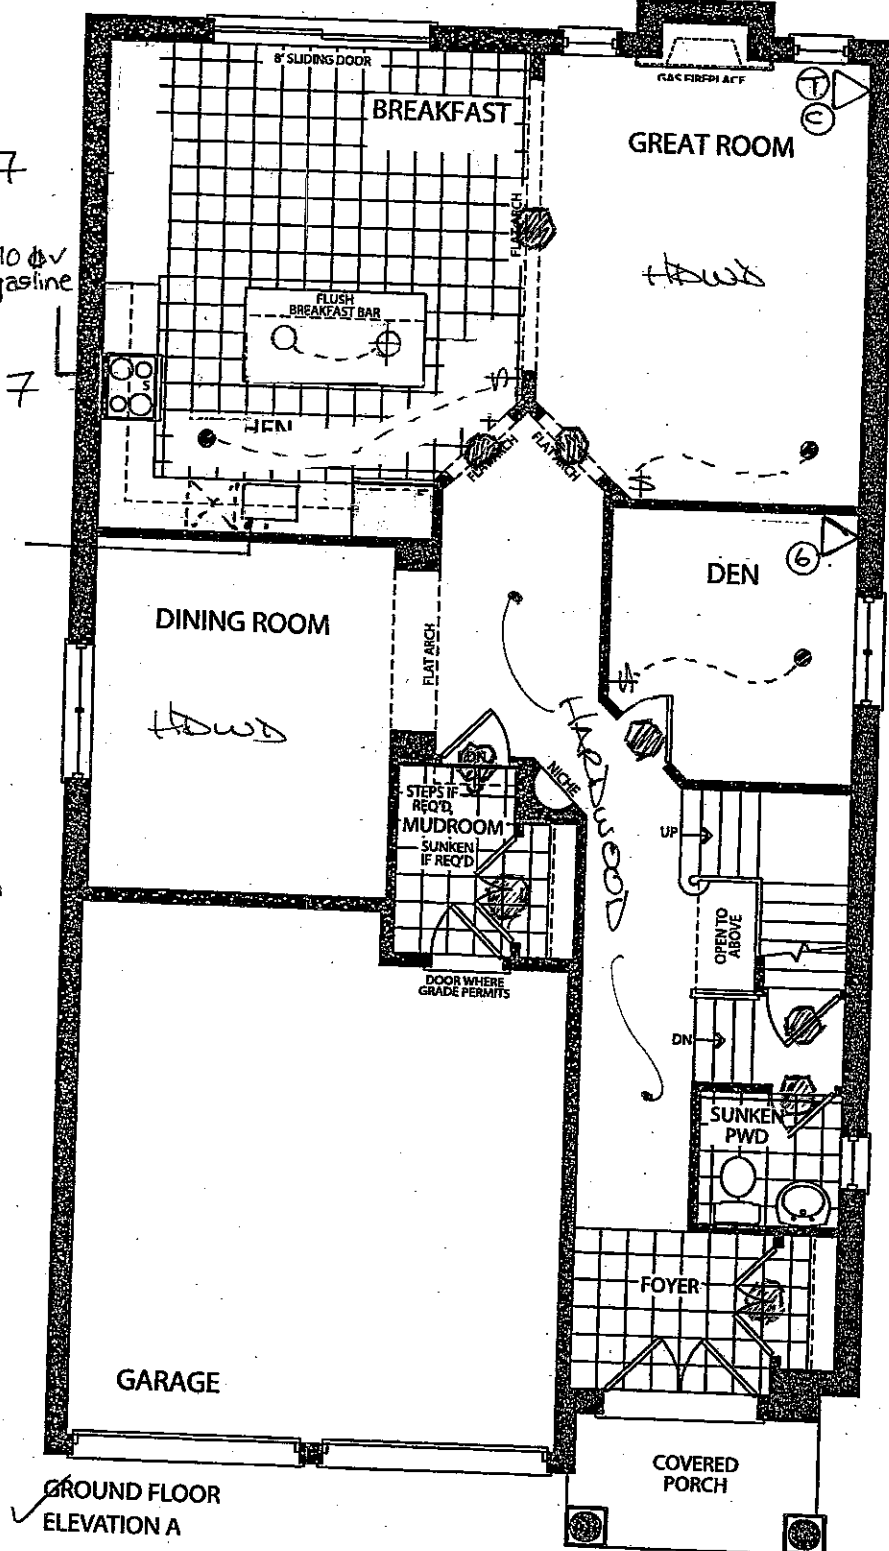 8' SLIDING DOOR
BREAKFAST
GAS FIREPLACE
T
C
GREAT ROOM
7
FLAT ARCH
HDWD
gasline
FLUSH
BREAKFAST BAR
7
S
HEN
FLAT ARCH
FLAT ARCH
$
6
DEN
DINING ROOM
FLAT ARCH
HDWD
HARDWOOD
DN
NICHE
STEPS IF
REQ'D,
MUDROOM
SUNKEN
IF REQ'D
UP
OPEN TO
ABOVE
DOOR WHERE
GRADE PERMITS
DN
SUNKEN
PWD
FOYER
GARAGE
COVERED
PORCH
GROUND FLOOR
ELEVATION A